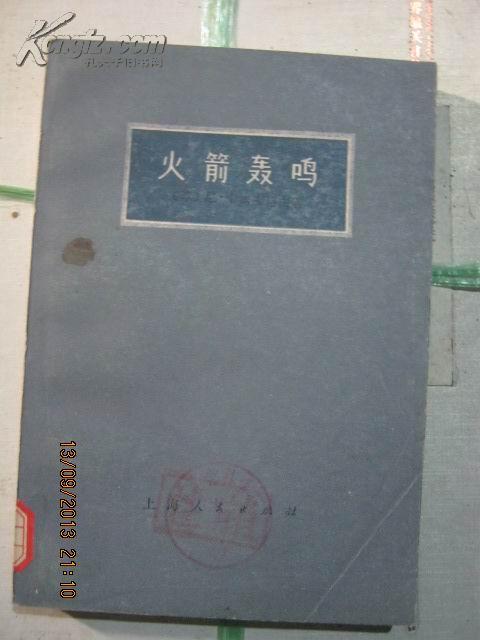 Kongfz.com
孔夫子旧书网
火箭轰鸣
上海人民出版社
13/09/2013 21:10